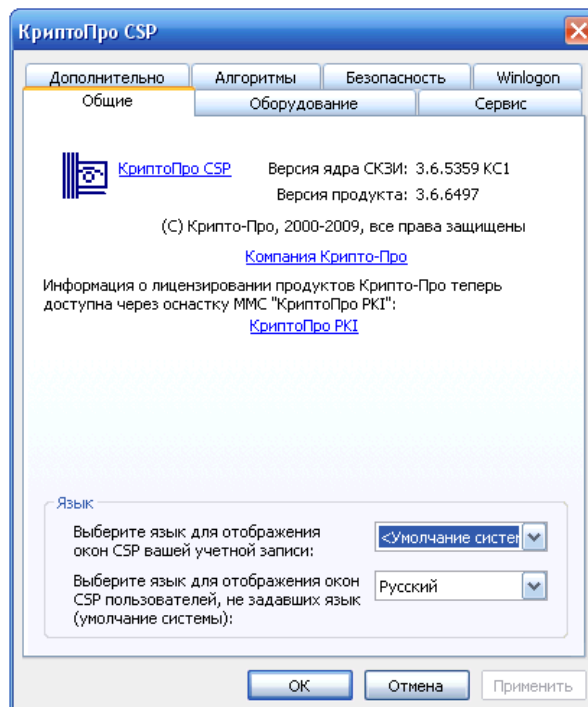 КриптоПро CSP
Дополнительно Алгоритмы Безопасность Winlogon
Общие Оборудование Сервис
КриптоПро CSP Версия ядра СКЗИ: 3.6.5359 КС1
Версия продукта: 3.6.6497
(С) Крипто-Про, 2000-2009, все права защищены
Компания Крипто-Про
Информация о лицензировании продуктов Крипто-Про теперь
доступна через оснастку ММС "КриптоПро PKI":
КриптоПро PKI
Язык
Выберите язык для отображения
окон CSP вашей учетной записи:
<Умолчание систем
Выберите язык для отображения окон
CSP пользователей, не задавших язык
(умолчание системы):
Русский
ОК Отмена Применить